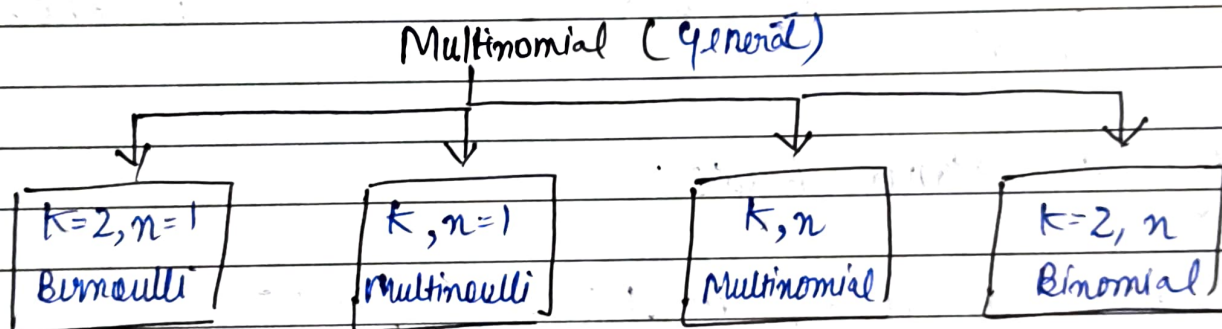 Multinomial (General)
K=2, n=1
Bernoulli
K, n=1
Multinoulli
K, n
Multinomial
K=2, n
Binomial